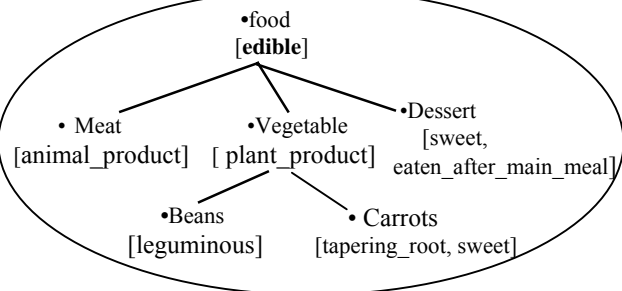 •food
[edible]
• Meat
[animal_product]
•Vegetable
[ plant_product]
•Dessert
[sweet,
eaten_after_main_meal]
•Beans
[leguminous]
• Carrots
[tapering_root, sweet]